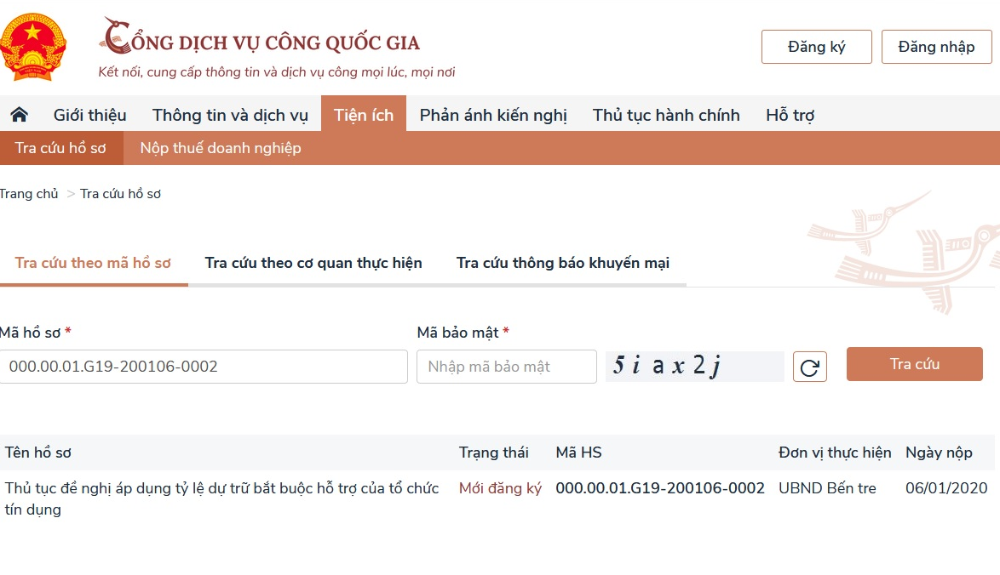 CỔNG DỊCH VỤ CÔNG QUỐC GIA
Kết nối, cung cấp thông tin và dịch vụ công mọi lúc, mọi nơi
Đăng ký Đăng nhập
Giới thiệu Thông tin và dịch vụ Tiện ích Phản ánh kiến nghị Thủ tục hành chính Hỗ trợ
Tra cứu hồ sơ Nộp thuế doanh nghiệp
Trang chủ > Tra cứu hồ sơ
Tra cứu theo mã hồ sơ Tra cứu theo cơ quan thực hiện Tra cứu thông báo khuyến mại
Mã hồ sơ * Mã bảo mật *
000.00.01.G19-200106-0002 Nhập mã bảo mật 5 i a x 2 j Tra cứu
Tên hồ sơ Trạng thái Mã HS Đơn vị thực hiện Ngày nộp
Thủ tục đề nghị áp dụng tỷ lệ dự trữ bắt buộc hỗ trợ của tổ chức Mới đăng ký 000.00.01.G19-200106-0002 UBND Bến tre 06/01/2020
tín dụng